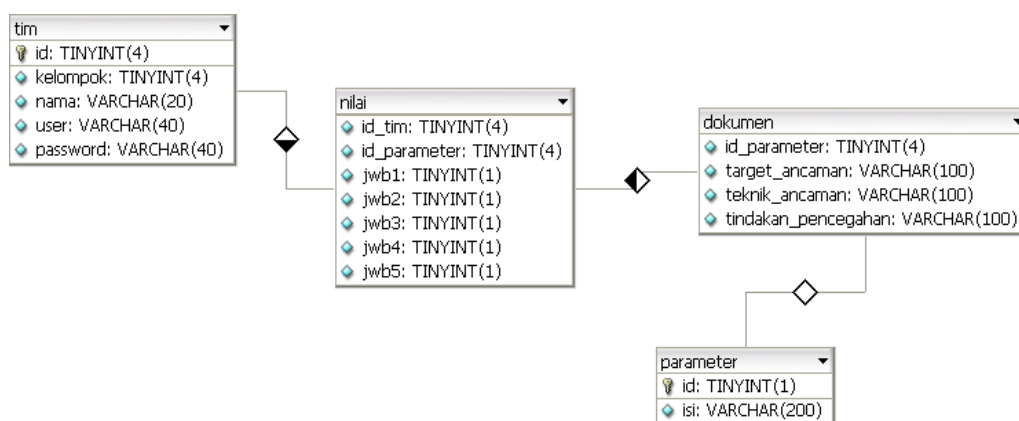 tim
id: TINYINT(4)
kelompok: TINYINT(4)
nama: VARCHAR(20)
user: VARCHAR(40)
password: VARCHAR(40)
nilai
id_tim: TINYINT(4)
id_parameter: TINYINT(4)
jwb1: TINYINT(1)
jwb2: TINYINT(1)
jwb3: TINYINT(1)
jwb4: TINYINT(1)
jwb5: TINYINT(1)
dokumen
id_parameter: TINYINT(4)
target_ancaman: VARCHAR(100)
teknik_ancaman: VARCHAR(100)
tindakan_pencegahan: VARCHAR(100)
parameter
id: TINYINT(1)
isi: VARCHAR(200)